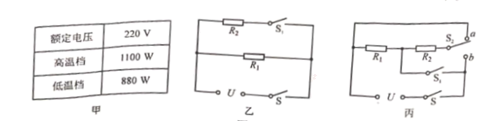 额定电压 220 V
高温档 1100 W
低温档 880 W
甲
R₂ S₁
R₁
U S
乙
a
S₂
R₁ R₂
b
S₁
U S
丙